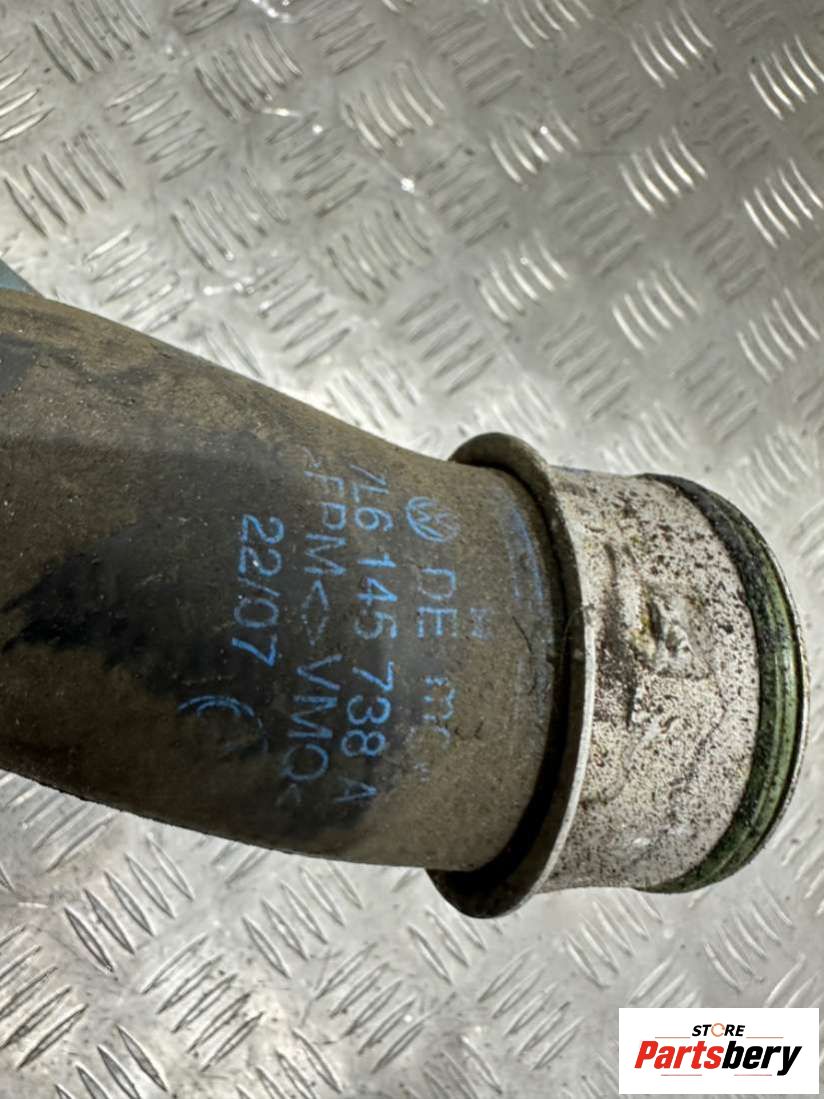 DE
7L6 145 738 A
>FPM<>VMQ<
22/07
STORE
Partsbery